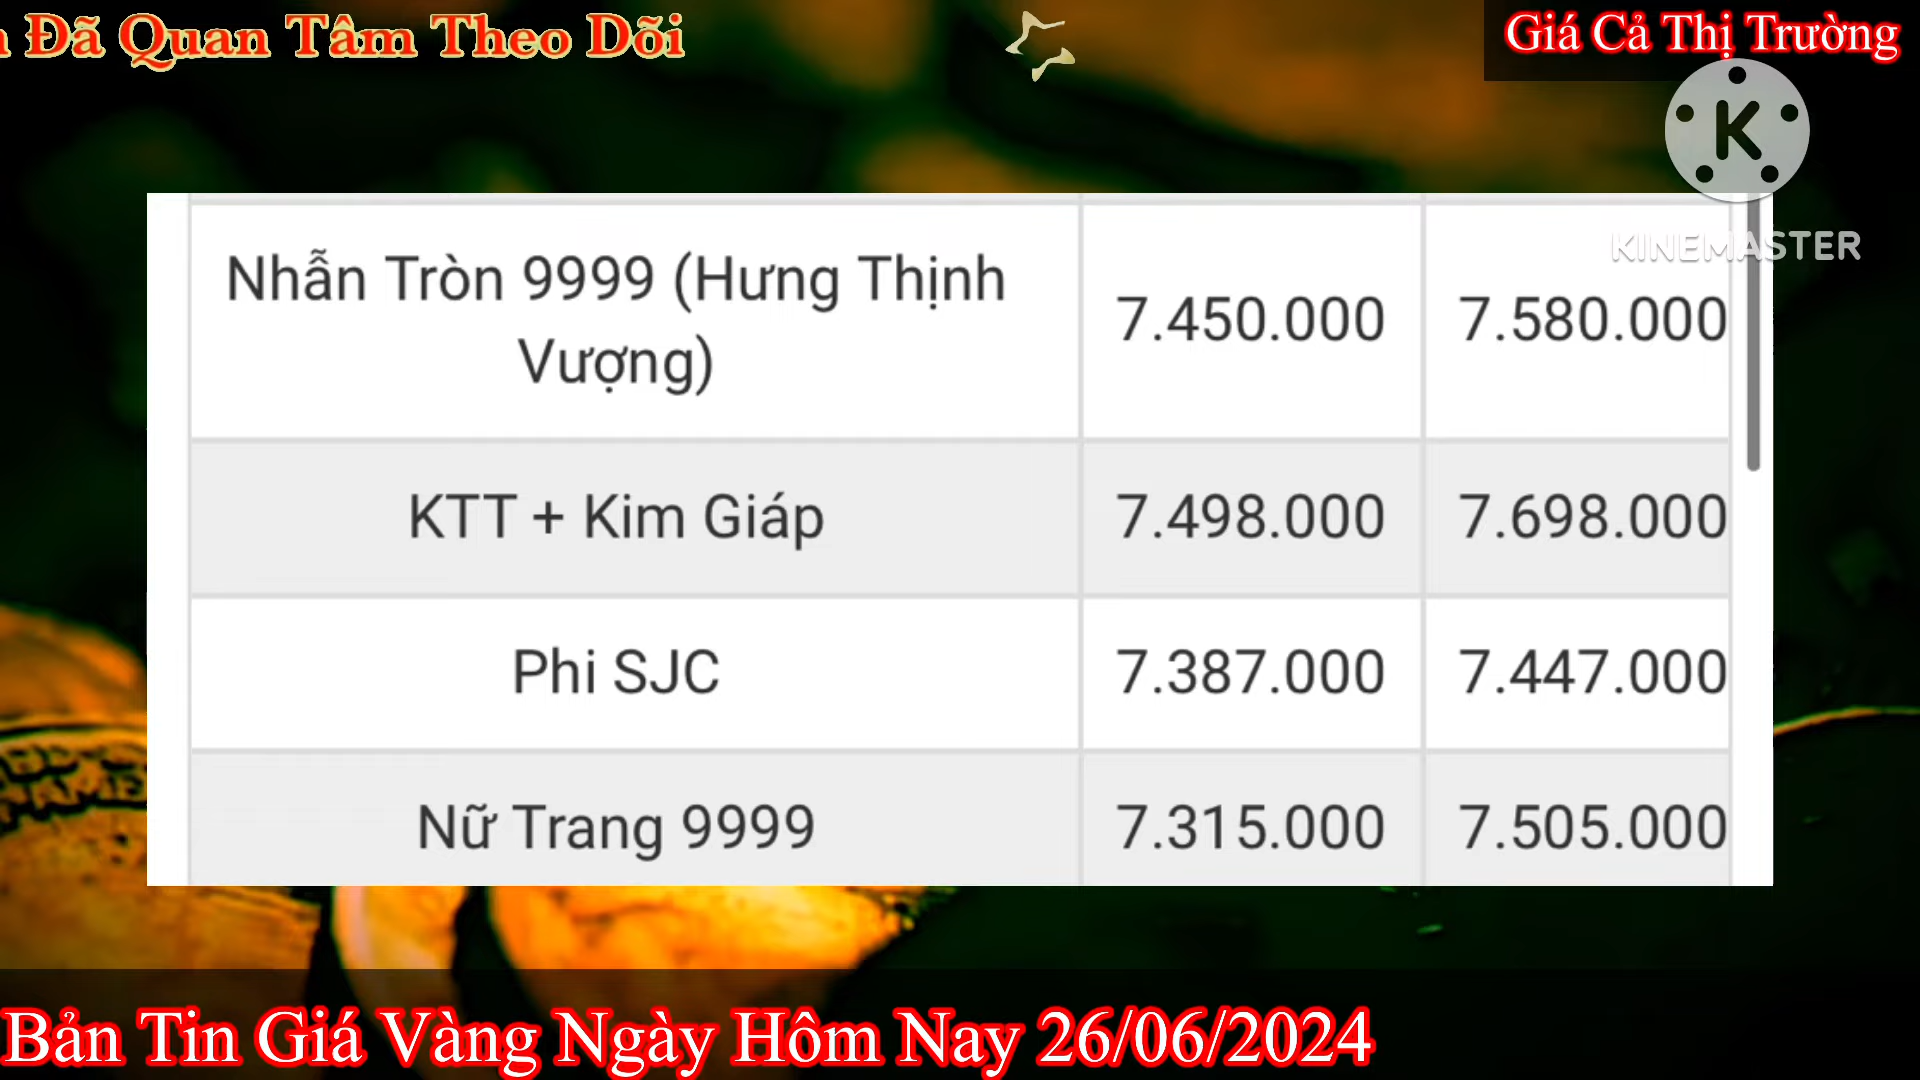 Đã Quan Tâm Theo Dõi
Giá Cả Thị Trường
K
KINEMASTER
Nhẫn Tròn 9999 (Hưng Thịnh
Vượng)
7.450.000
7.580.000
KTT + Kim Giáp
7.498.000
7.698.000
Phi SJC
7.387.000
7.447.000
Nữ Trang 9999
7.315.000
7.505.000
Bản Tin Giá Vàng Ngày Hôm Nay 26/06/2024